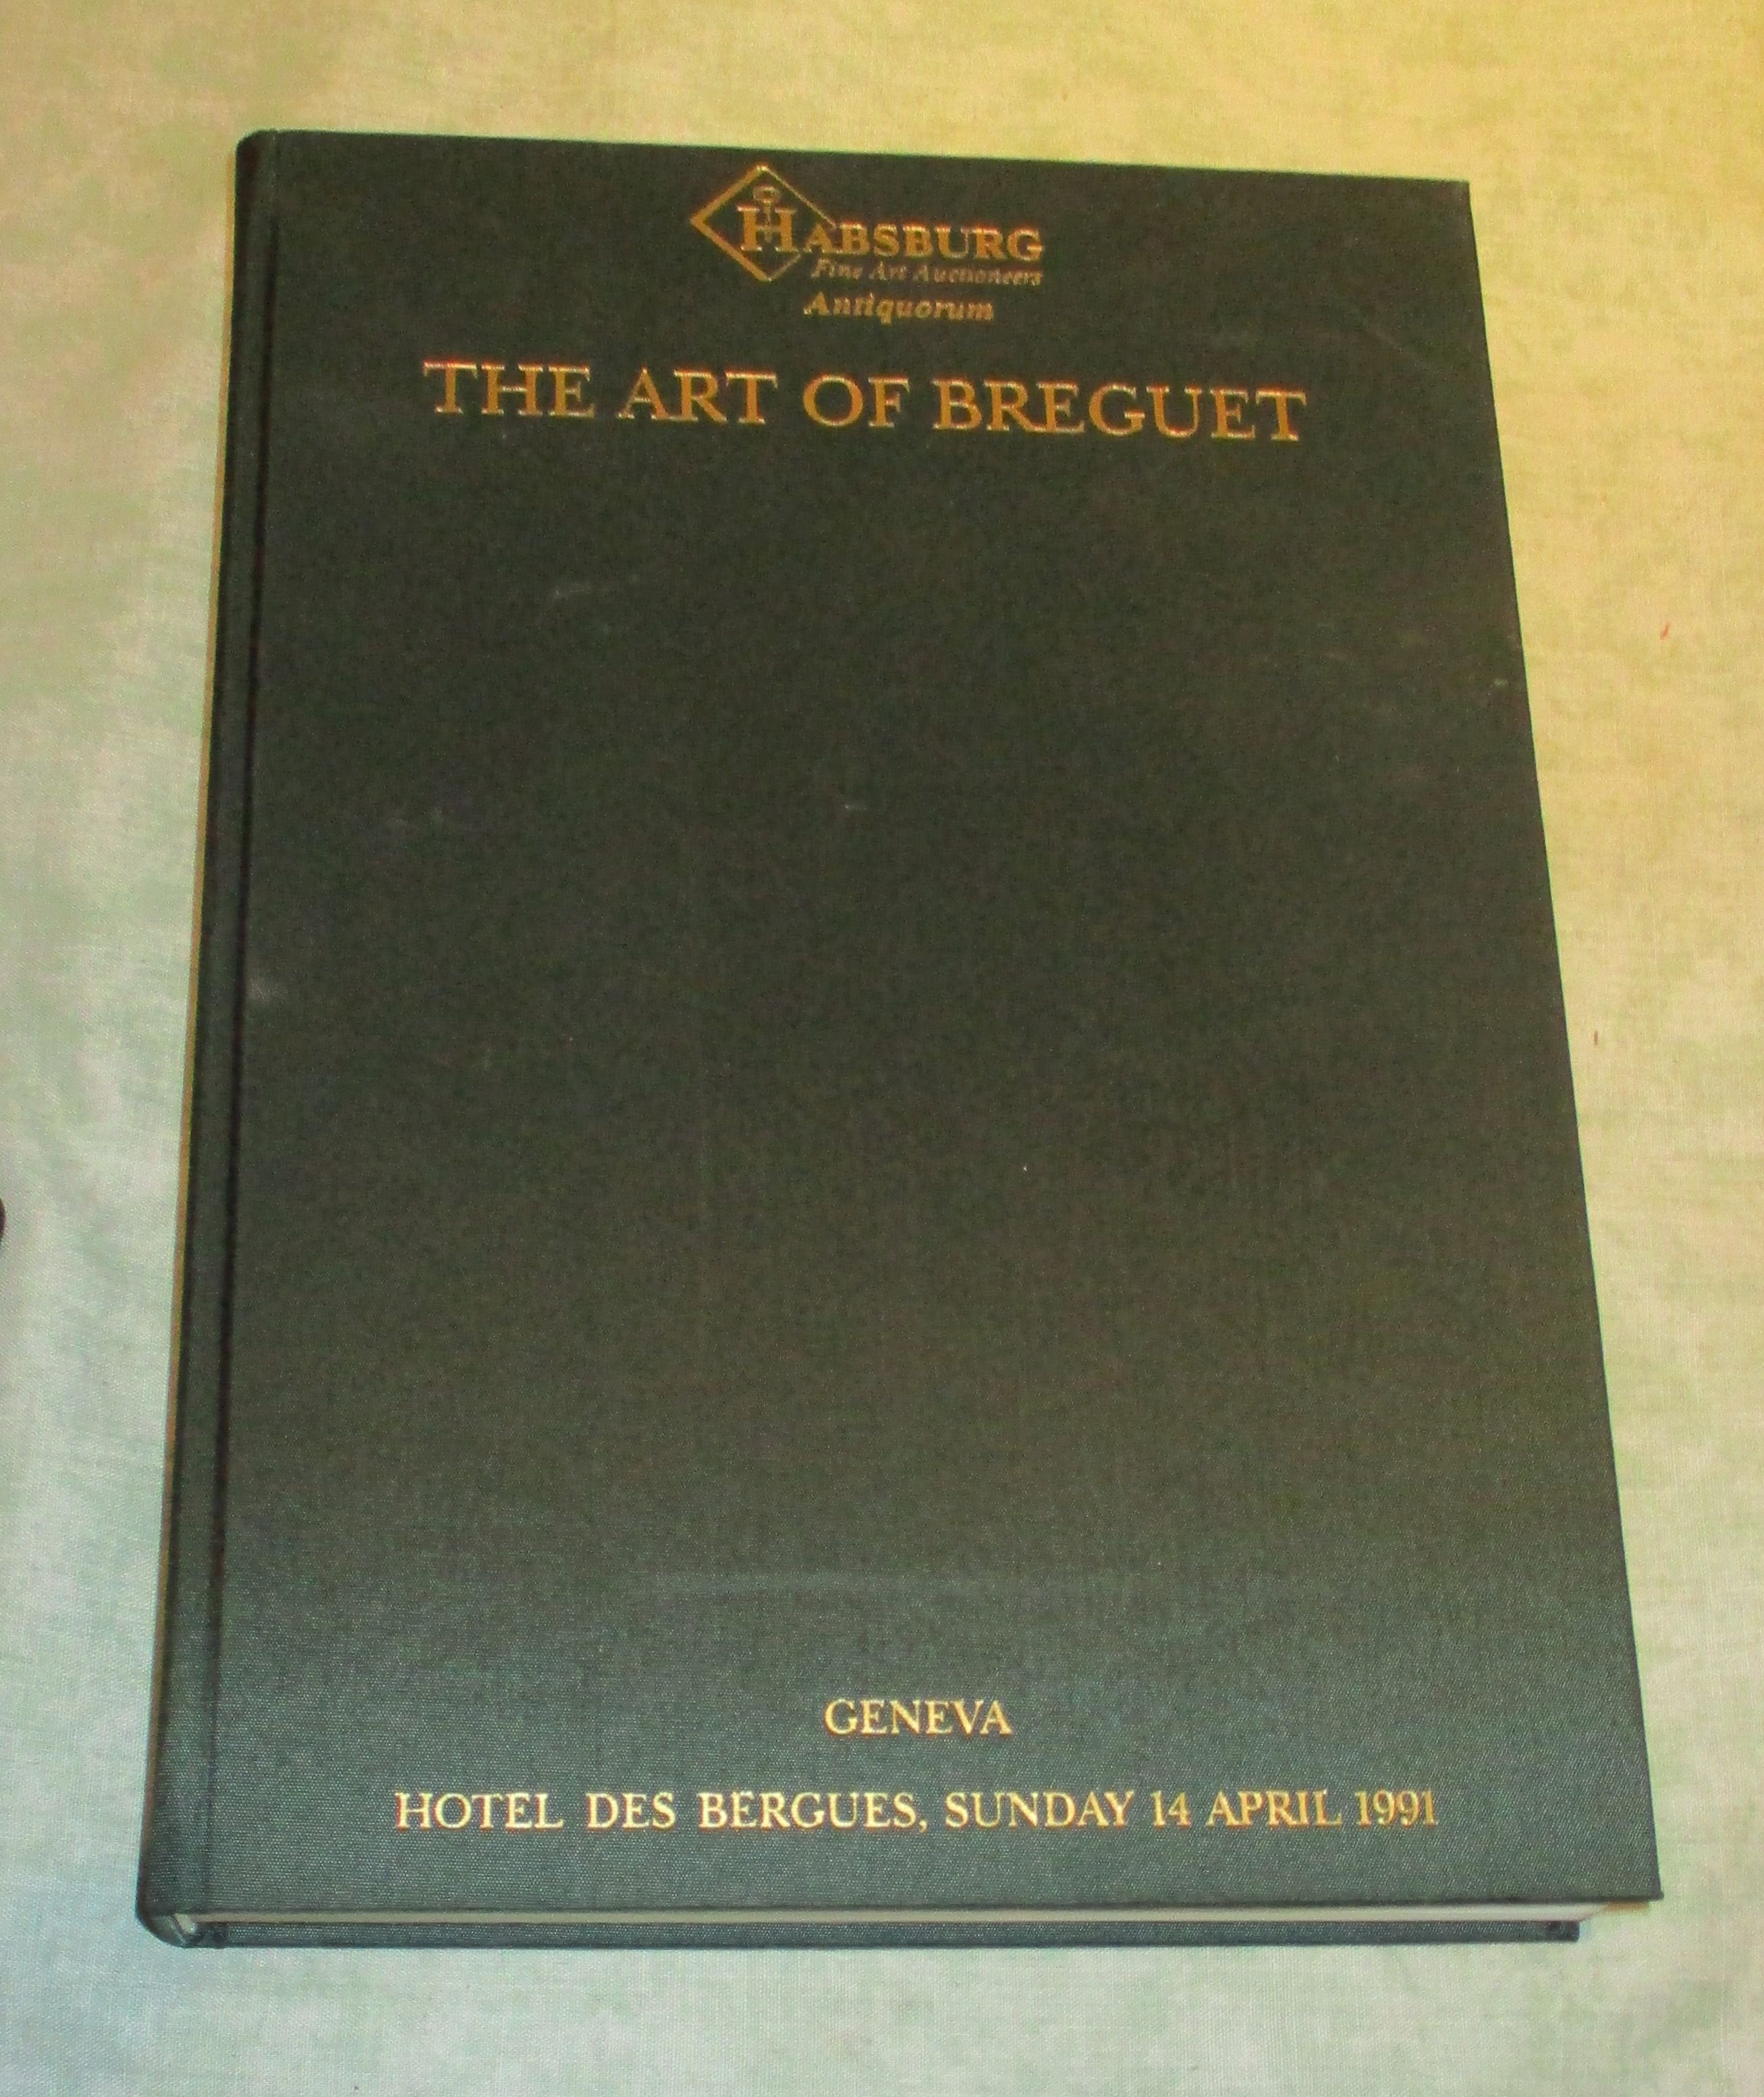 HABSBURG
Fine Art Auctioneers
Antiquorum
THE ART OF BREGUET
GENEVA
HOTEL DES BERGUES, SUNDAY 14 APRIL 1991